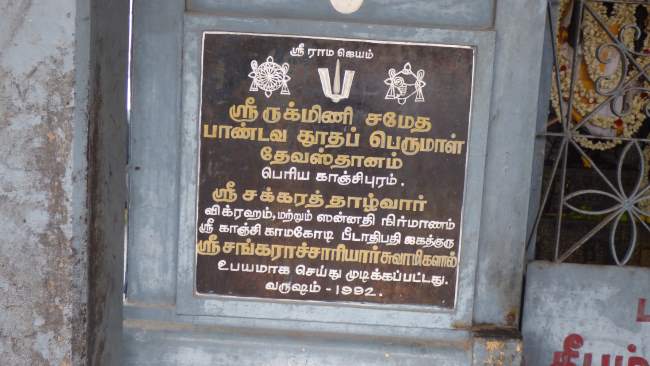 ஸ்ரீ ராம ஜெயம்
ஸ்ரீ ருக்மிணி சமேத
பாண்டவ தூதப் பெருமாள்
தேவஸ்தானம்
பெரிய காஞ்சிபுரம்.
ஸ்ரீ சக்கரத்தாழ்வார்
விக்ரஹம், மற்றும் ஸன்னதி நிர்மாணம்
ஸ்ரீ காஞ்சி காமகோடி பீடாதிபதி ஜகத்குரு
ஸ்ரீ சங்கராச்சாரியார் சுவாமிகளால்
உபயமாக செய்து முடிக்கப்பட்டது.
வருஷம் - 1992.